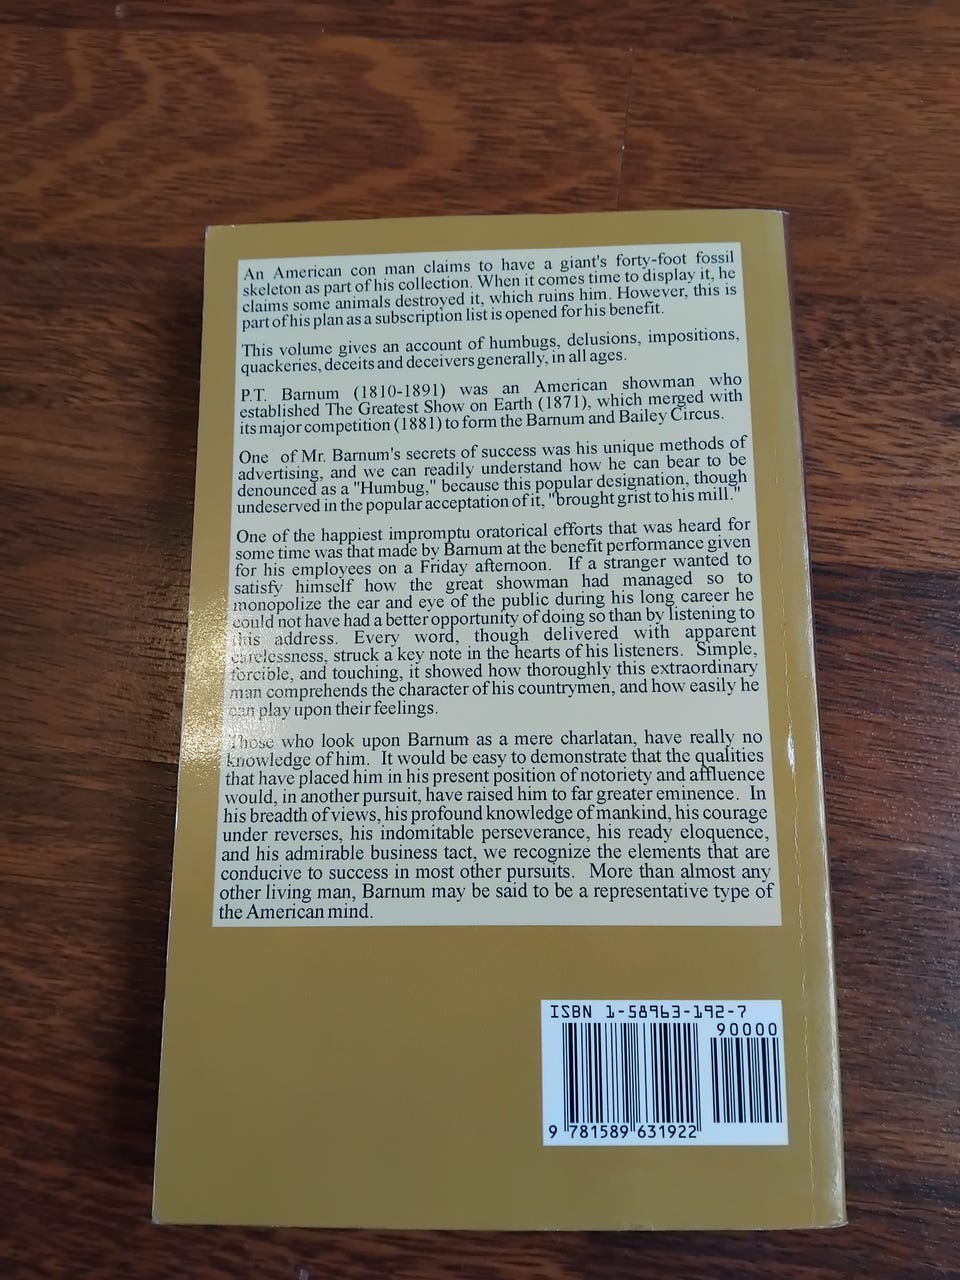 An American con man claims to have a giant's forty-foot fossil
skeleton as part of his collection. When it comes time to display it, he
claims some animals destroyed it, which ruins him. However, this is
part of his plan as a subscription list is opened for his benefit.
This volume gives an account of humbugs, delusions, impositions,
quackeries, deceits and deceivers generally, in all ages.
P.T. Barnum (1810-1891) was an American showman who
established The Greatest Show on Earth (1871), which merged with
its major competition (1881) to form the Barnum and Bailey Circus.
One of Mr. Barnum's secrets of success was his unique methods of
advertising, and we can readily understand how he can bear to be
denounced as a "Humbug," because this popular designation, though
undeserved in the popular acceptation of it, "brought grist to his mill."
One of the happiest impromptu oratorical efforts that was heard for
some time was that made by Barnum at the benefit performance given
for his employees on a Friday afternoon. If a stranger wanted to
satisfy himself how the great showman had managed so to
monopolize the ear and eye of the public during his long career he
could not have had a better opportunity of doing so than by listening to
this address. Every word, though delivered with apparent
carelessness, struck a key note in the hearts of his listeners. Simple,
forcible, and touching, it showed how thoroughly this extraordinary
man comprehends the character of his countrymen, and how easily he
can play upon their feelings.
Those who look upon Barnum as a mere charlatan, have really no
knowledge of him. It would be easy to demonstrate that the qualities
that have placed him in his present position of notoriety and affluence
would, in another pursuit, have raised him to far greater eminence. In
his breadth of views, his profound knowledge of mankind, his courage
under reverses, his indomitable perseverance, his ready eloquence,
and his admirable business tact, we recognize the elements that are
conducive to success in most other pursuits. More than almost any
other living man, Barnum may be said to be a representative type of
the American mind.
ISBN 1-58963-192-7
90000
9 781589 631922